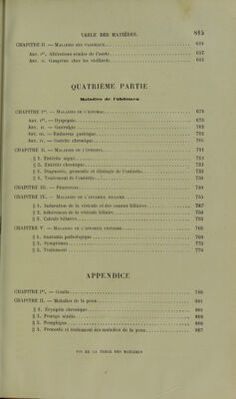 TABLE DES MATIÈRES. 815
CHAPITRE II. — MALADIES DES VAISSEAUX
ART. Iᵉʳ. Altérations séniles de l'aorte
ART. II. Gangrène chez les vieillards
QUATRIÈME PARTIE
Maladies de l'abdomen
CHAPITRE Iᵉʳ. — MALADIES DE L'ESTOMAC
ART. Iᵉʳ. — Dyspepsie
ART. II. — Gastralgie
ART. III. — Embarras gastrique
ART. IV. — Gastrite chronique
CHAPITRE II. — MALADIES DE L'INTESTIN
§ 1. Entérite aiguë
§ 2. Entérite chronique
§ 3. Diagnostic, pronostic et étiologie de l'entérite
§ 4. Traitement de l'entérite
CHAPITRE III. — PÉRITONITE
CHAPITRE IV. — MALADIES DE L'APPAREIL BILIAIRE
§ 1. Induration de la vésicule et des canaux biliaires
§ 2. Adhérences de la vésicule biliaire
§ 3. Calculs biliaires
CHAPITRE V. — MALADIES DE L'APPAREIL URINAIRE
§ 1. Anatomie pathologique
§ 2. Symptômes
§ 3. Traitement
APPENDICE
CHAPITRE Iᵉʳ. — Goutte
CHAPITRE II. — Maladies de la peau
§ 1. Érysipèle chronique
§ 2. Prurigo sénile
§ 3. Pemphigus
§ 4. Pronostic et traitement des maladies de la peau
FIN DE LA TABLE DES MATIÈRES